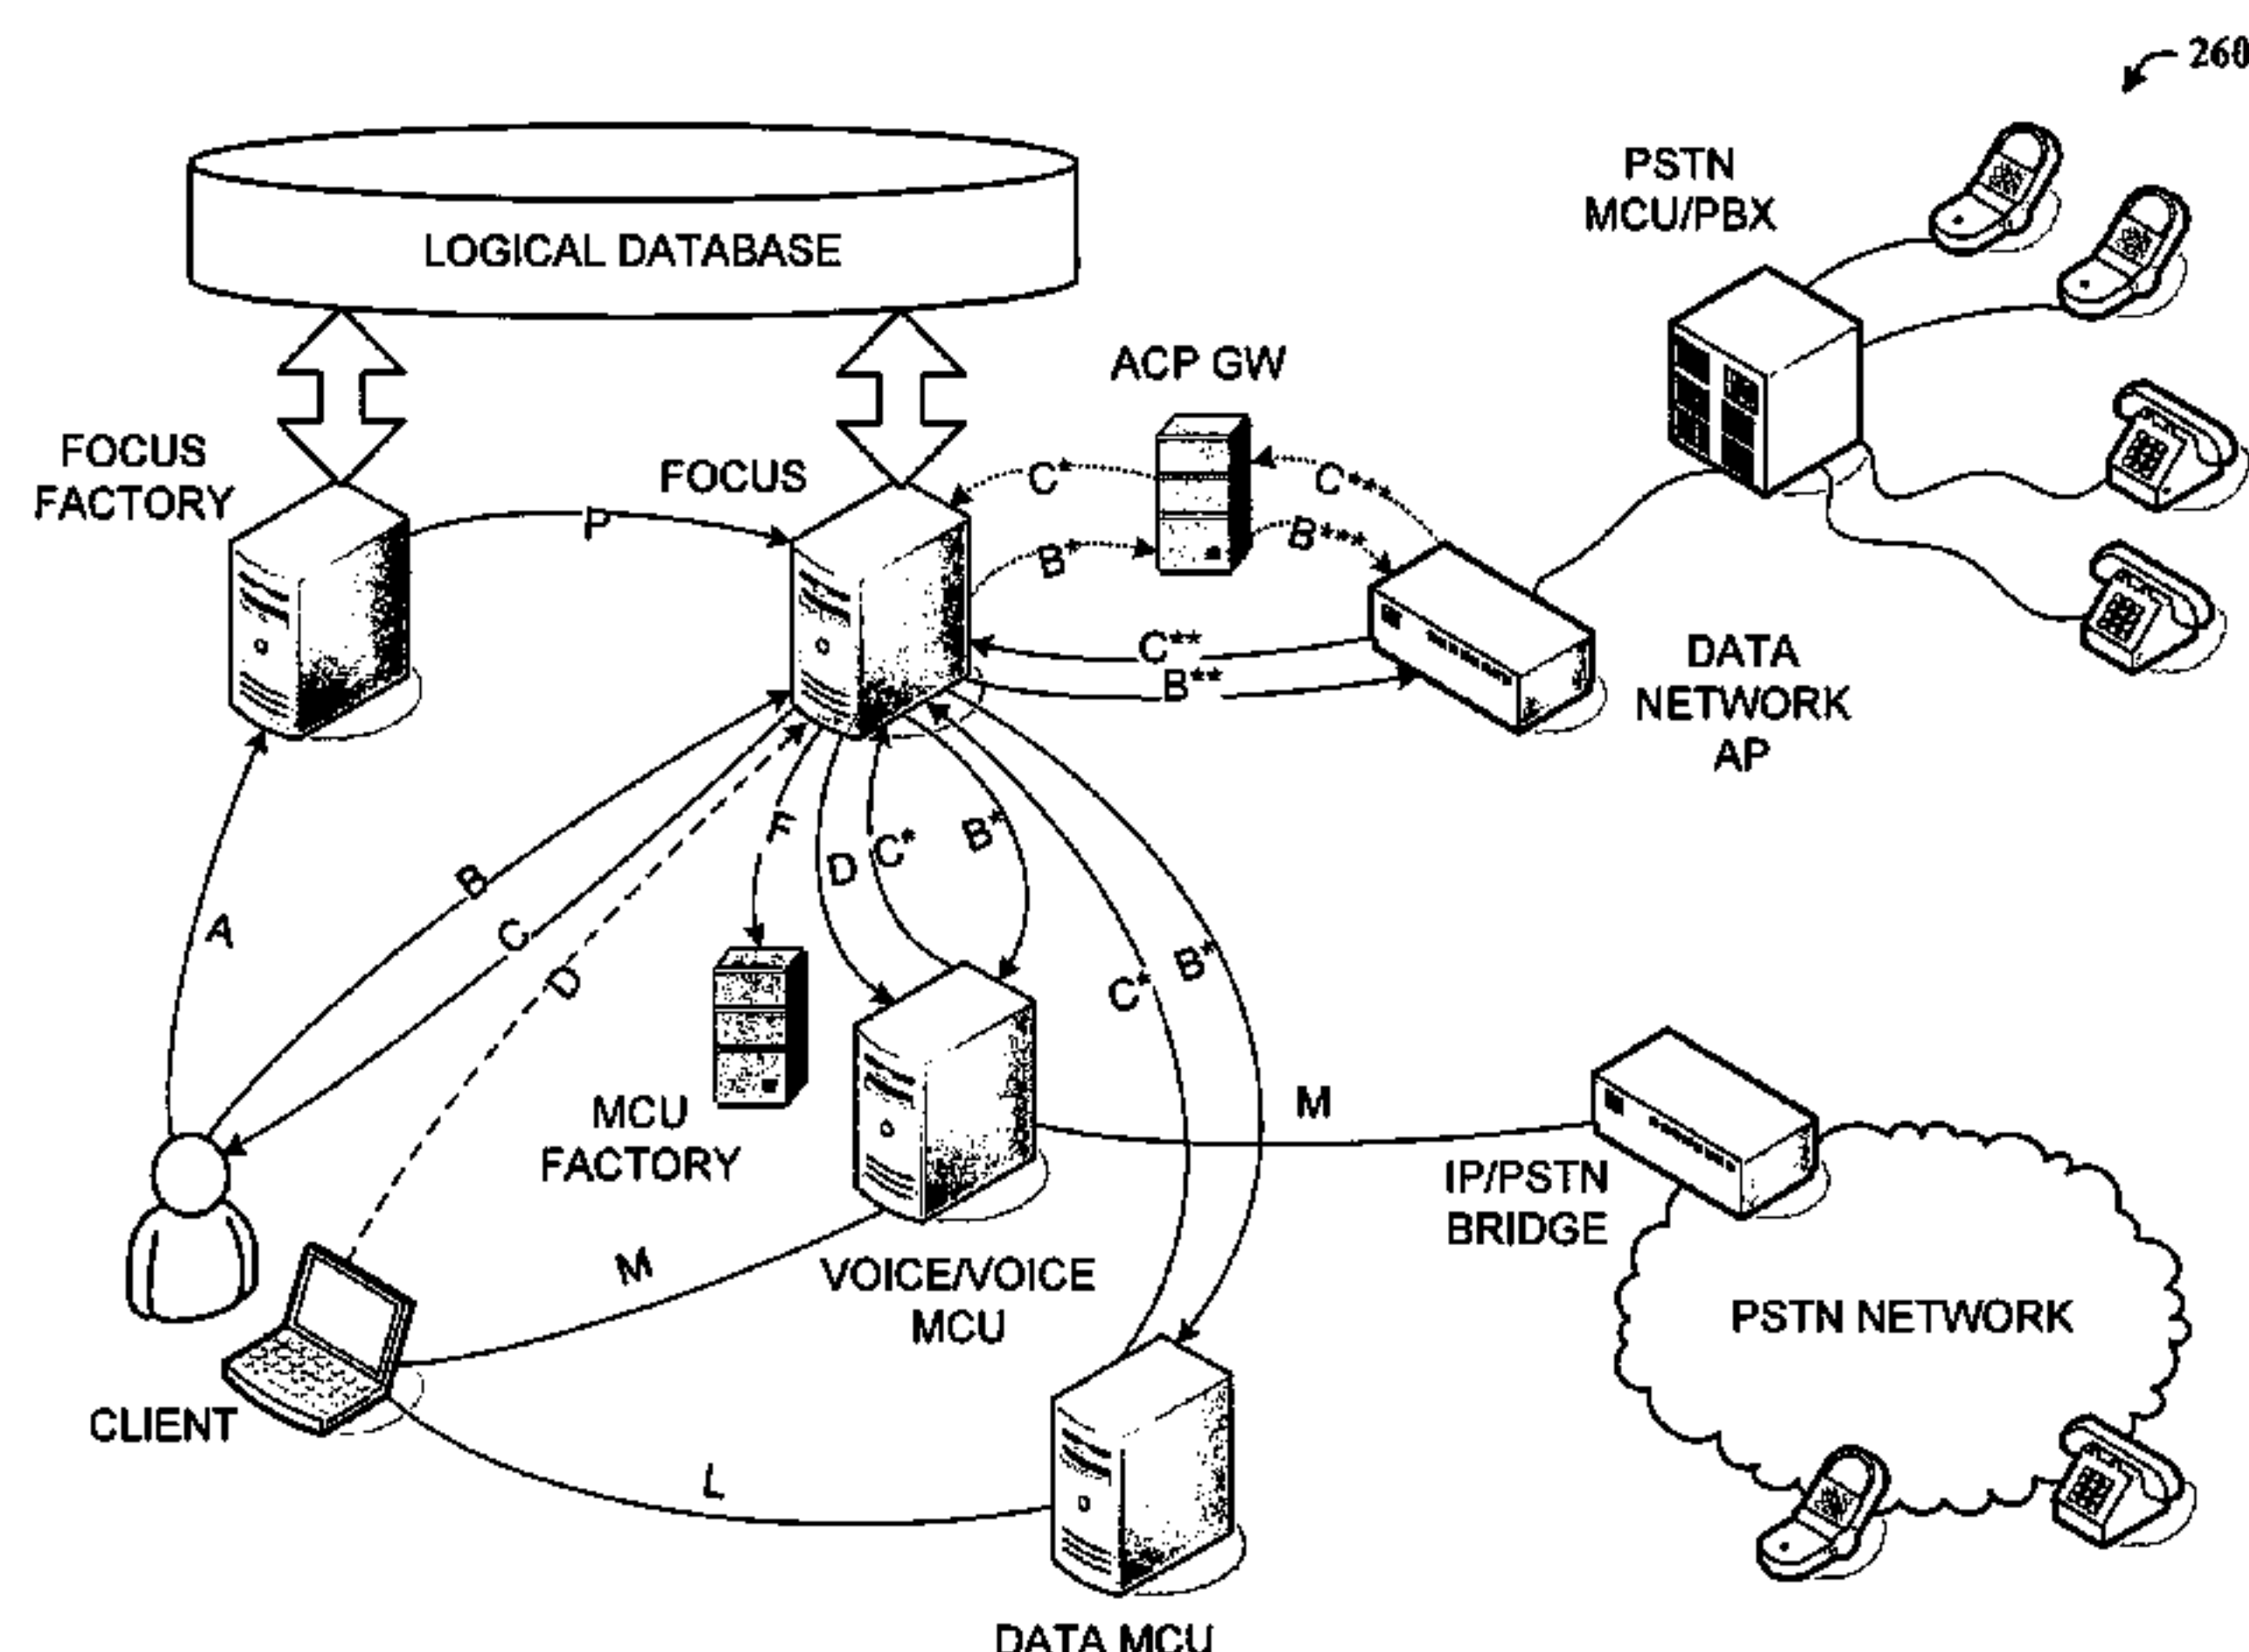 260
PSTN
MCU/PBX
LOGICAL DATABASE
ACP GW
FOCUS
FACTORY
FOCUS
C*
C***
P
B*
B***
C**
B**
DATA
NETWORK
AP
F
D
C*
B*
B
A
C
D
C*
B*
MCU
FACTORY
M
IP/PSTN
BRIDGE
M
VOICE/VOICE
MCU
PSTN NETWORK
CLIENT
L
DATA MCU